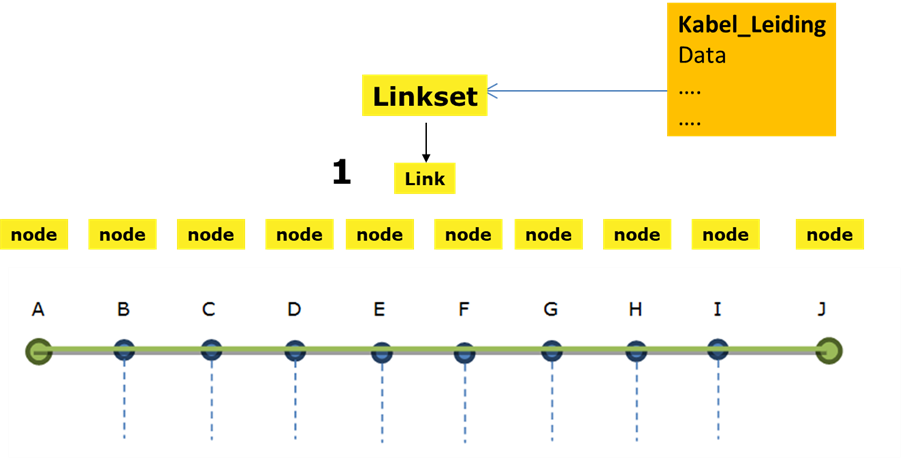 Kabel_Leiding
Data
....
....
Linkset
1
Link
node node node node node node node node node node
A B C D E F G H I J